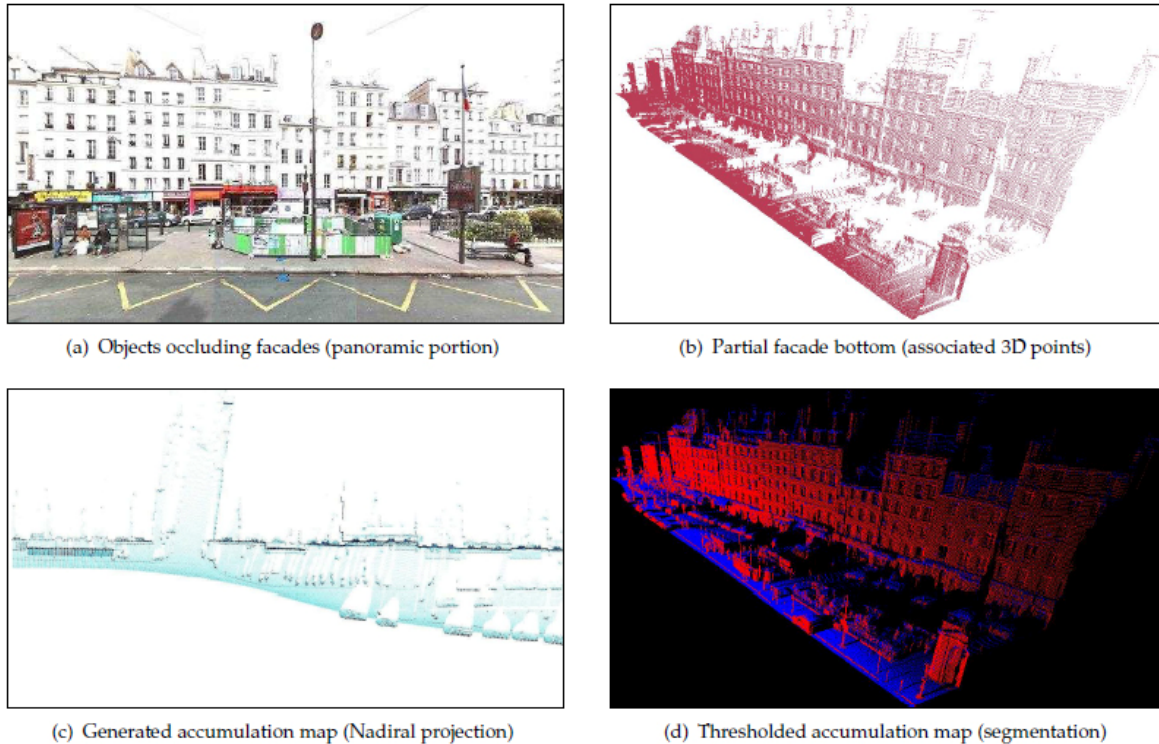 (a) Objects occluding facades (panoramic portion)
(b) Partial facade bottom (associated 3D points)
(c) Generated accumulation map (Nadiral projection)
(d) Thresholded accumulation map (segmentation)